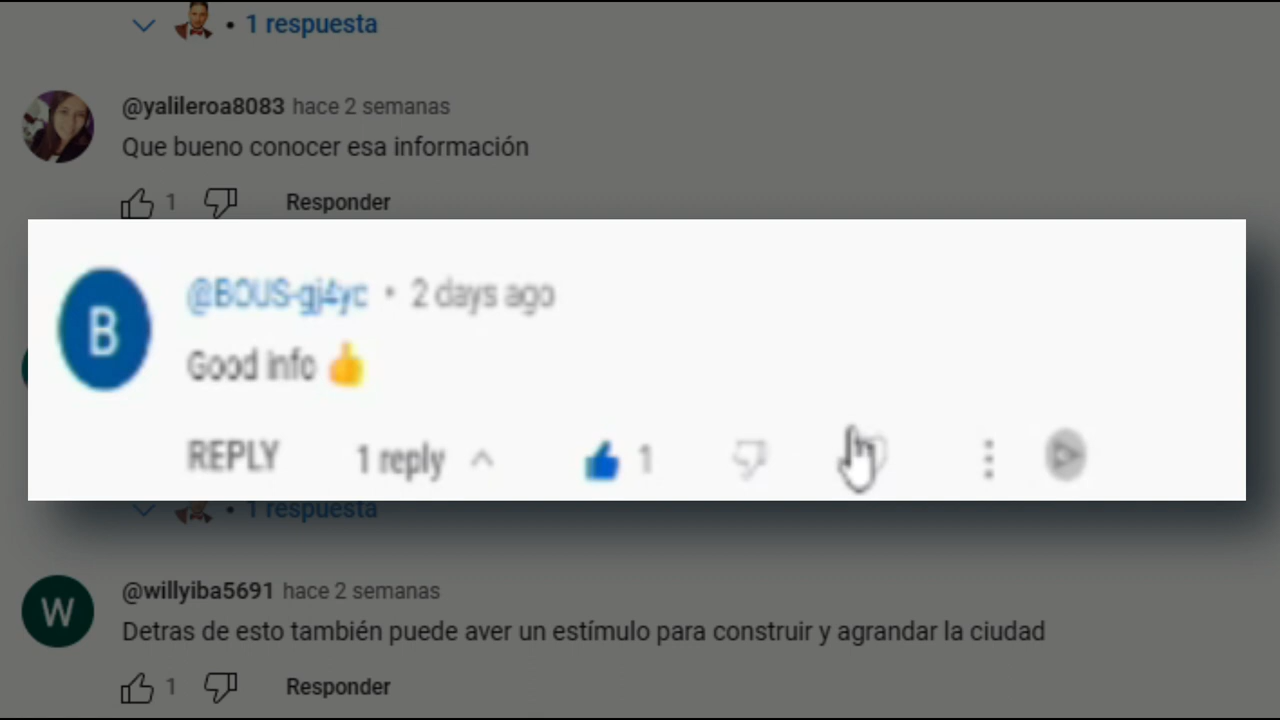 • 1 respuesta
@yalileroa8083 hace 2 semanas
Que bueno conocer esa información
1 Responder
B
@BOUS-gj4yc • 2 days ago
Good info 👍
REPLY 1 reply 1
• 1 respuesta
W
@willyiba5691 hace 2 semanas
Detras de esto también puede aver un estímulo para construir y agrandar la ciudad
1 Responder